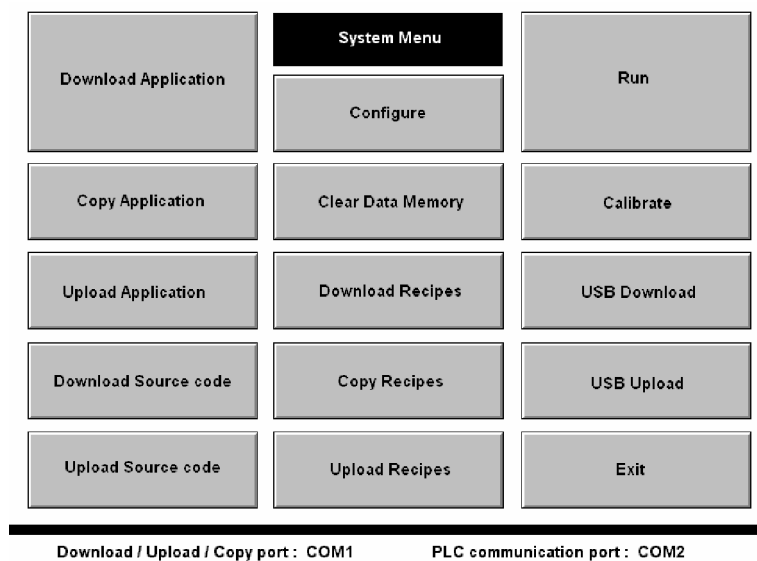 System Menu
Download Application
Configure
Run
Copy Application
Clear Data Memory
Calibrate
Upload Application
Download Recipes
USB Download
Download Source code
Copy Recipes
USB Upload
Upload Source code
Upload Recipes
Exit
Download / Upload / Copy port : COM1
PLC communication port : COM2